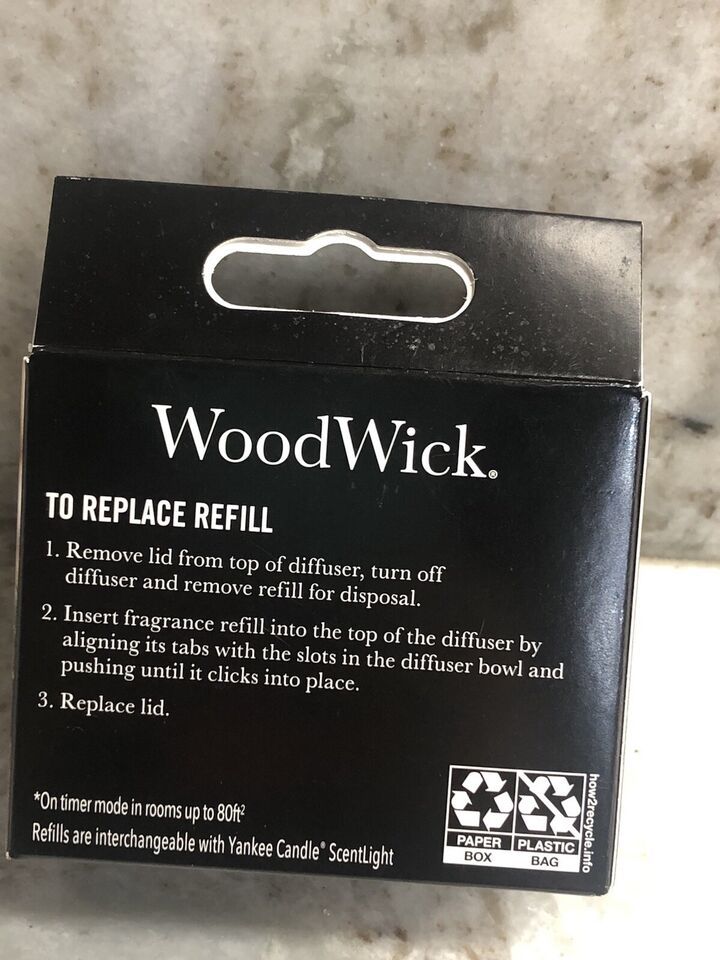 WoodWick®
TO REPLACE REFILL
1. Remove lid from top of diffuser, turn off
diffuser and remove refill for disposal.
2. Insert fragrance refill into the top of the diffuser by
aligning its tabs with the slots in the diffuser bowl and
pushing until it clicks into place.
3. Replace lid.
*On timer mode in rooms up to 80ft²
Refills are interchangeable with Yankee Candle® ScentLight
PAPER
BOX
PLASTIC
BAG
how2recycle.info